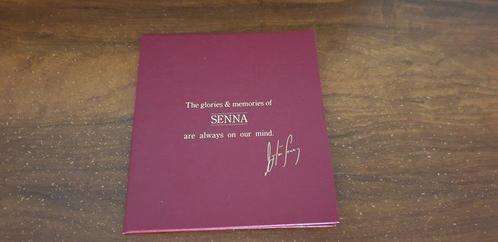 The glories & memories of
SENNA
are always on our mind.